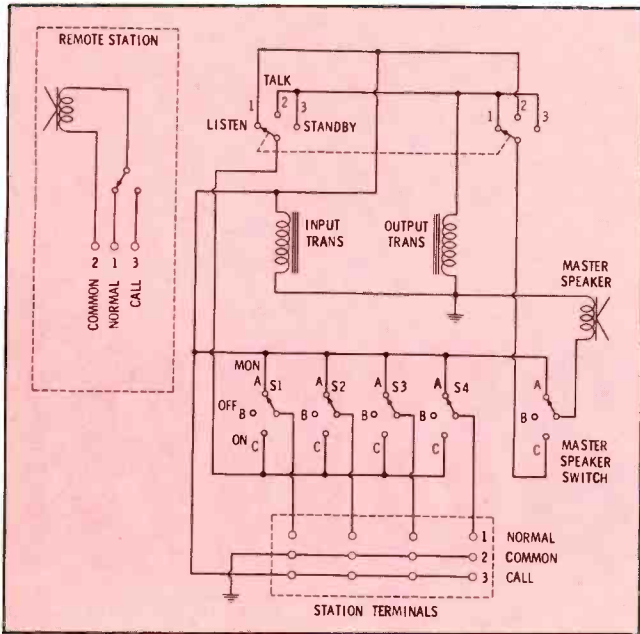 REMOTE STATION
2 1 3
COMMON
NORMAL
CALL
TALK
1 2 3
LISTEN
STANDBY
1 2 3
INPUT
TRANS
OUTPUT
TRANS
MASTER
SPEAKER
MON
A S1 A S2 A S3 A S4 A
OFF B B B B B
ON C C C C C
MASTER
SPEAKER
SWITCH
1 NORMAL
2 COMMON
3 CALL
STATION TERMINALS